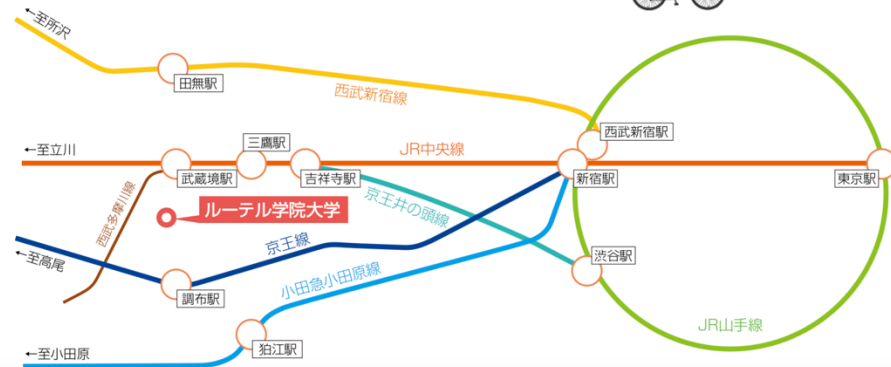 ←至所沢
田無駅
西武新宿線
西武新宿駅
←至立川
三鷹駅
JR中央線
武蔵境駅
吉祥寺駅
新宿駅
東京駅
西武多摩川線
ルーテル学院大学
京王井の頭線
京王線
←至高尾
渋谷駅
小田急小田原線
調布駅
JR山手線
狛江駅
←至小田原